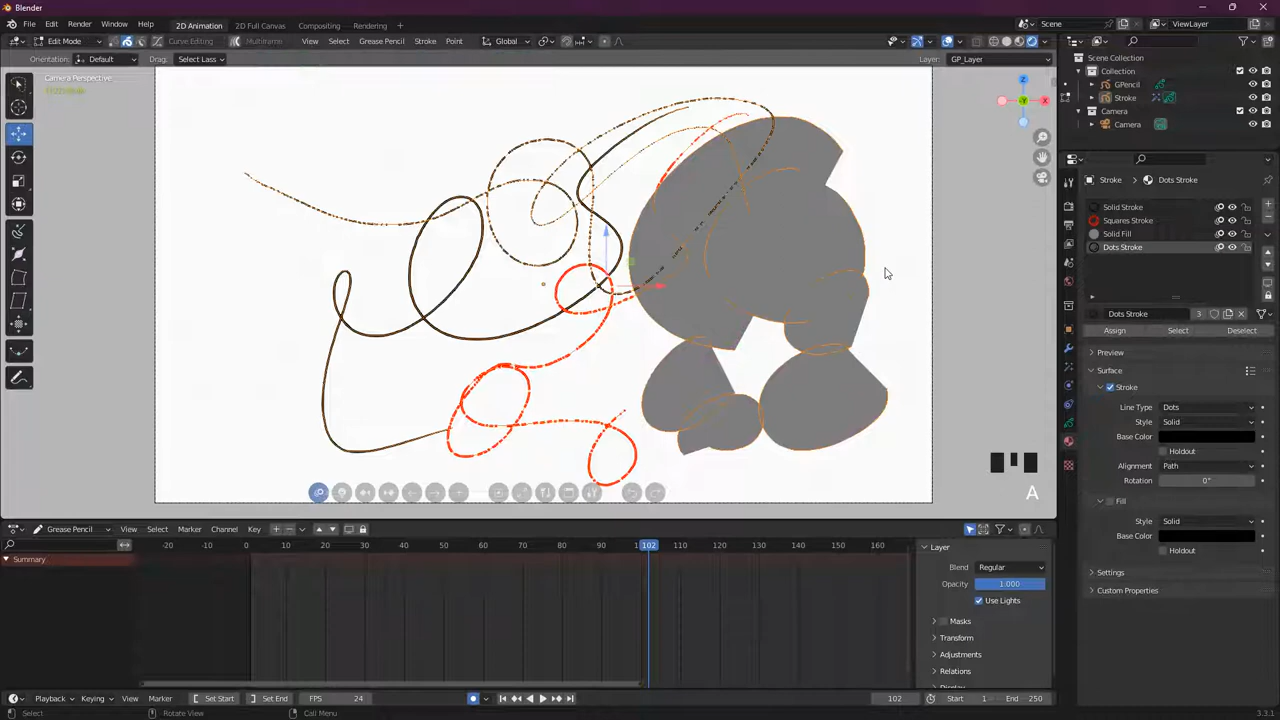 Blender
File Edit Render Window Help 2D Animation 2D Full Canvas Compositing Rendering + Scene ViewLayer
Edit Mode Curve Editing Multiframe View Select Grease Pencil Stroke Point Global
Orientation: Default Drag: Select Lass Layer: GP_Layer
Camera Perspective
Scene Collection
Collection
GPencil
Stroke
Camera
Camera
Stroke Dots Stroke
Solid Stroke
Squares Stroke
Solid Fill
Dots Stroke
Dots Stroke 3
Assign Select Deselect
Preview
Surface
Stroke
Line Type Dots
Style Solid
Base Color
Holdout
Alignment Path
Rotation 0°
Fill
Style Solid
Base Color
Holdout
Settings
Custom Properties
Z
Y
X
A
Grease Pencil View Select Marker Channel Key
-20 -10 0 10 20 30 40 50 60 70 80 90 102 110 120 130 140 150 160
Summary
Layer
Blend Regular
Opacity 1.000
Use Lights
Masks
Transform
Adjustments
Relations
Playback Keying View Marker Set Start Set End FPS 24 102 Start 1 End 250
Select Rotate View Call Menu 3.3.1